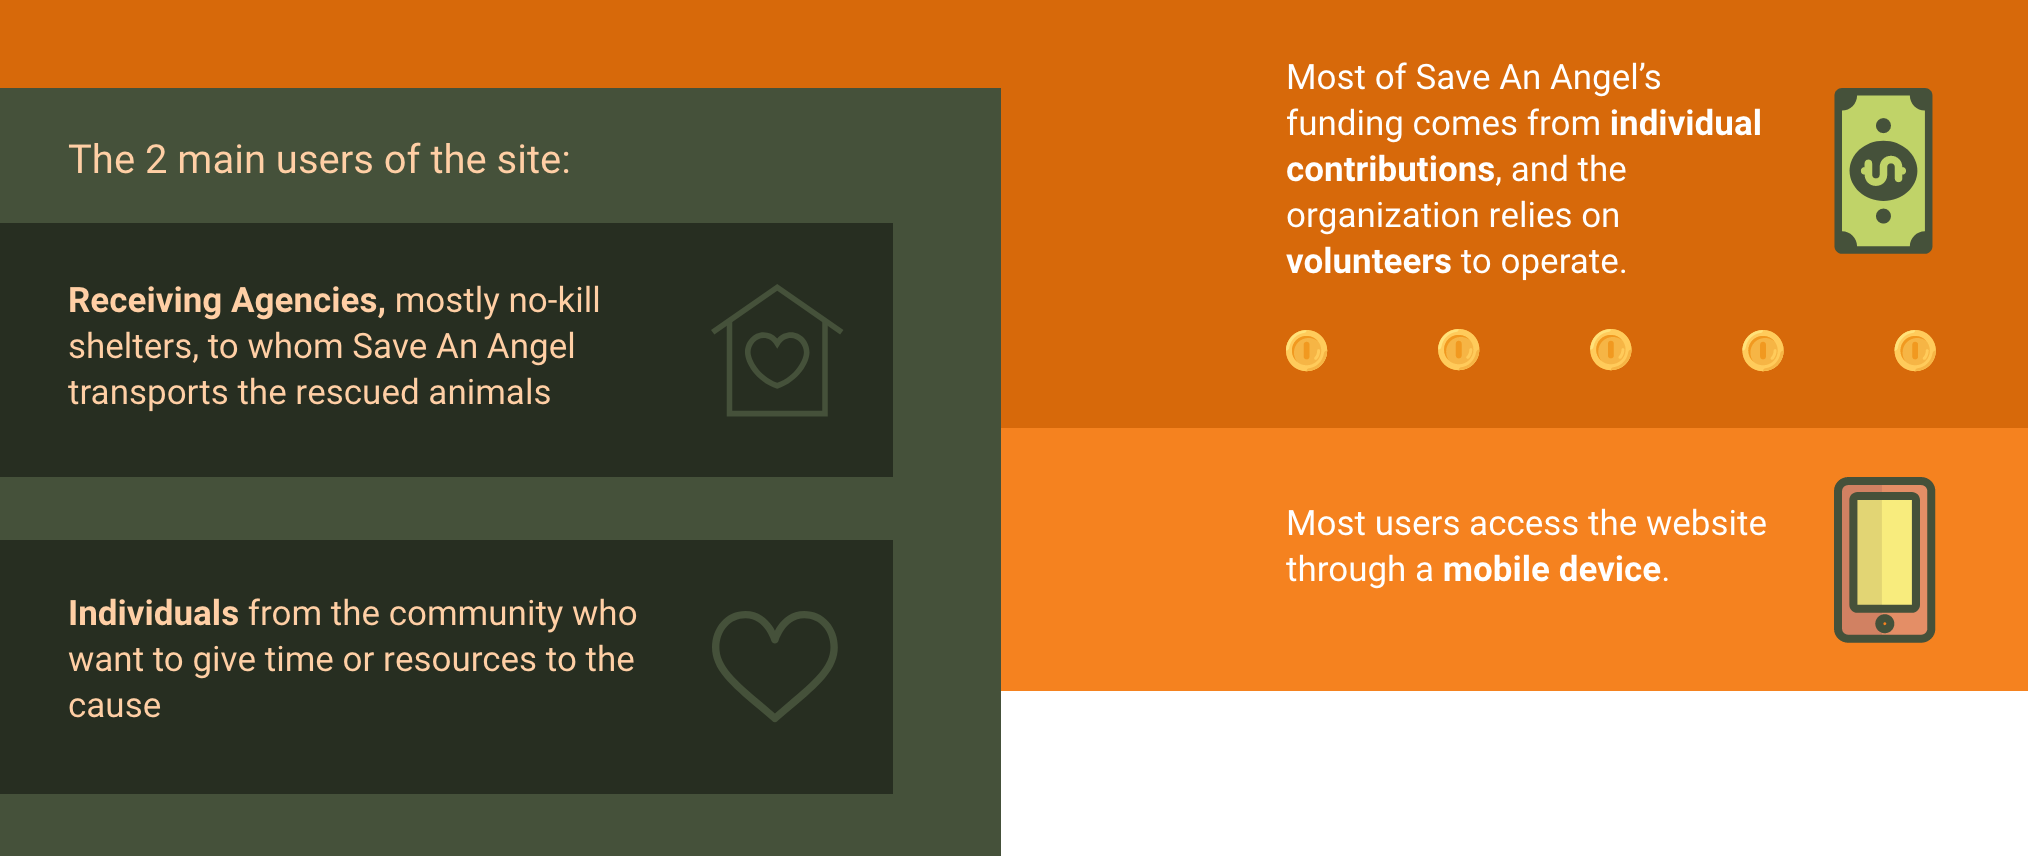 The 2 main users of the site:
Receiving Agencies, mostly no-kill
shelters, to whom Save An Angel
transports the rescued animals
Individuals from the community who
want to give time or resources to the
cause
Most of Save An Angel’s
funding comes from individual
contributions, and the
organization relies on
volunteers to operate.
Most users access the website
through a mobile device.